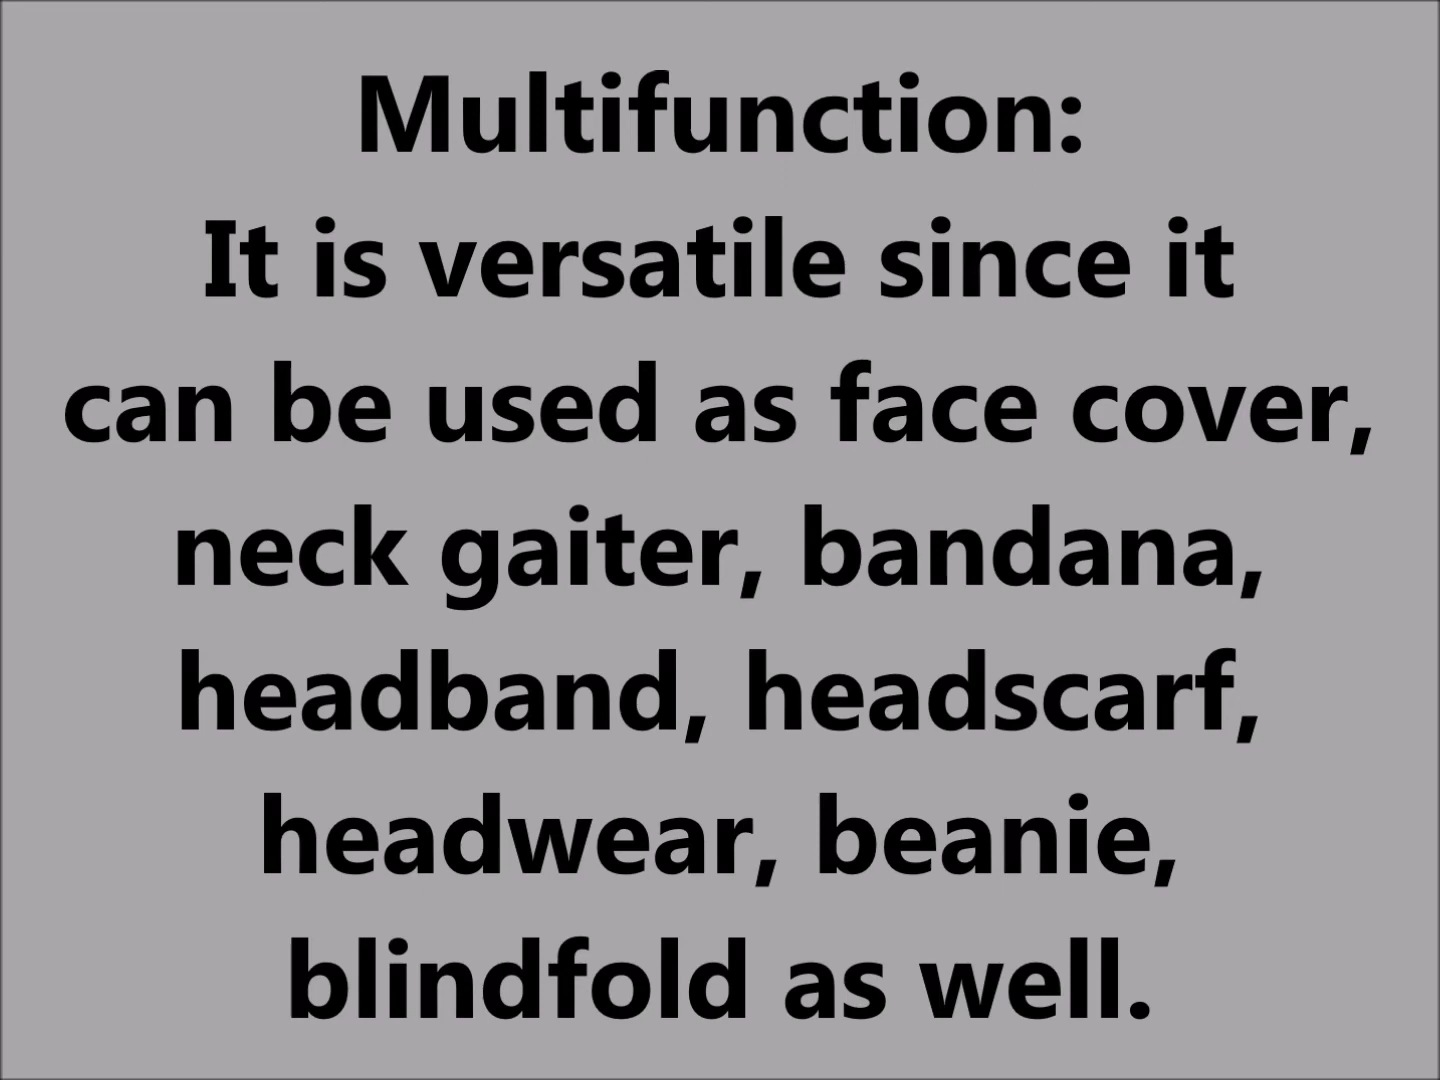 Multifunction:
It is versatile since it
can be used as face cover,
neck gaiter, bandana,
headband, headscarf,
headwear, beanie,
blindfold as well.